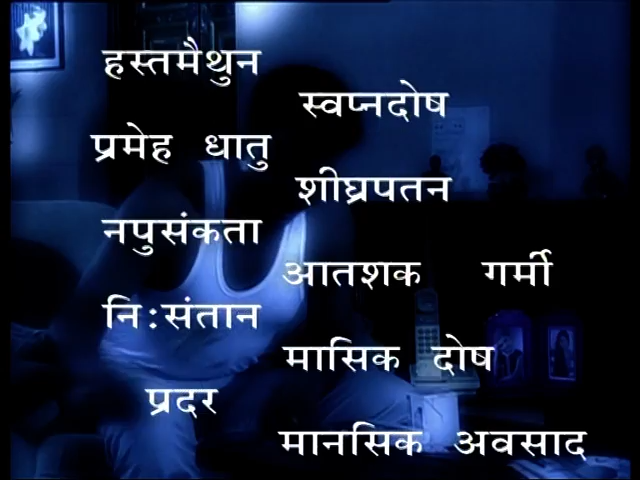 हस्तमैथुन
स्वप्नदोष
प्रमेह धातु
शीघ्रपतन
नपुसंकता
आतशक गर्मी
नि:संतान
मासिक दोष
प्रदर
मानसिक अवसाद